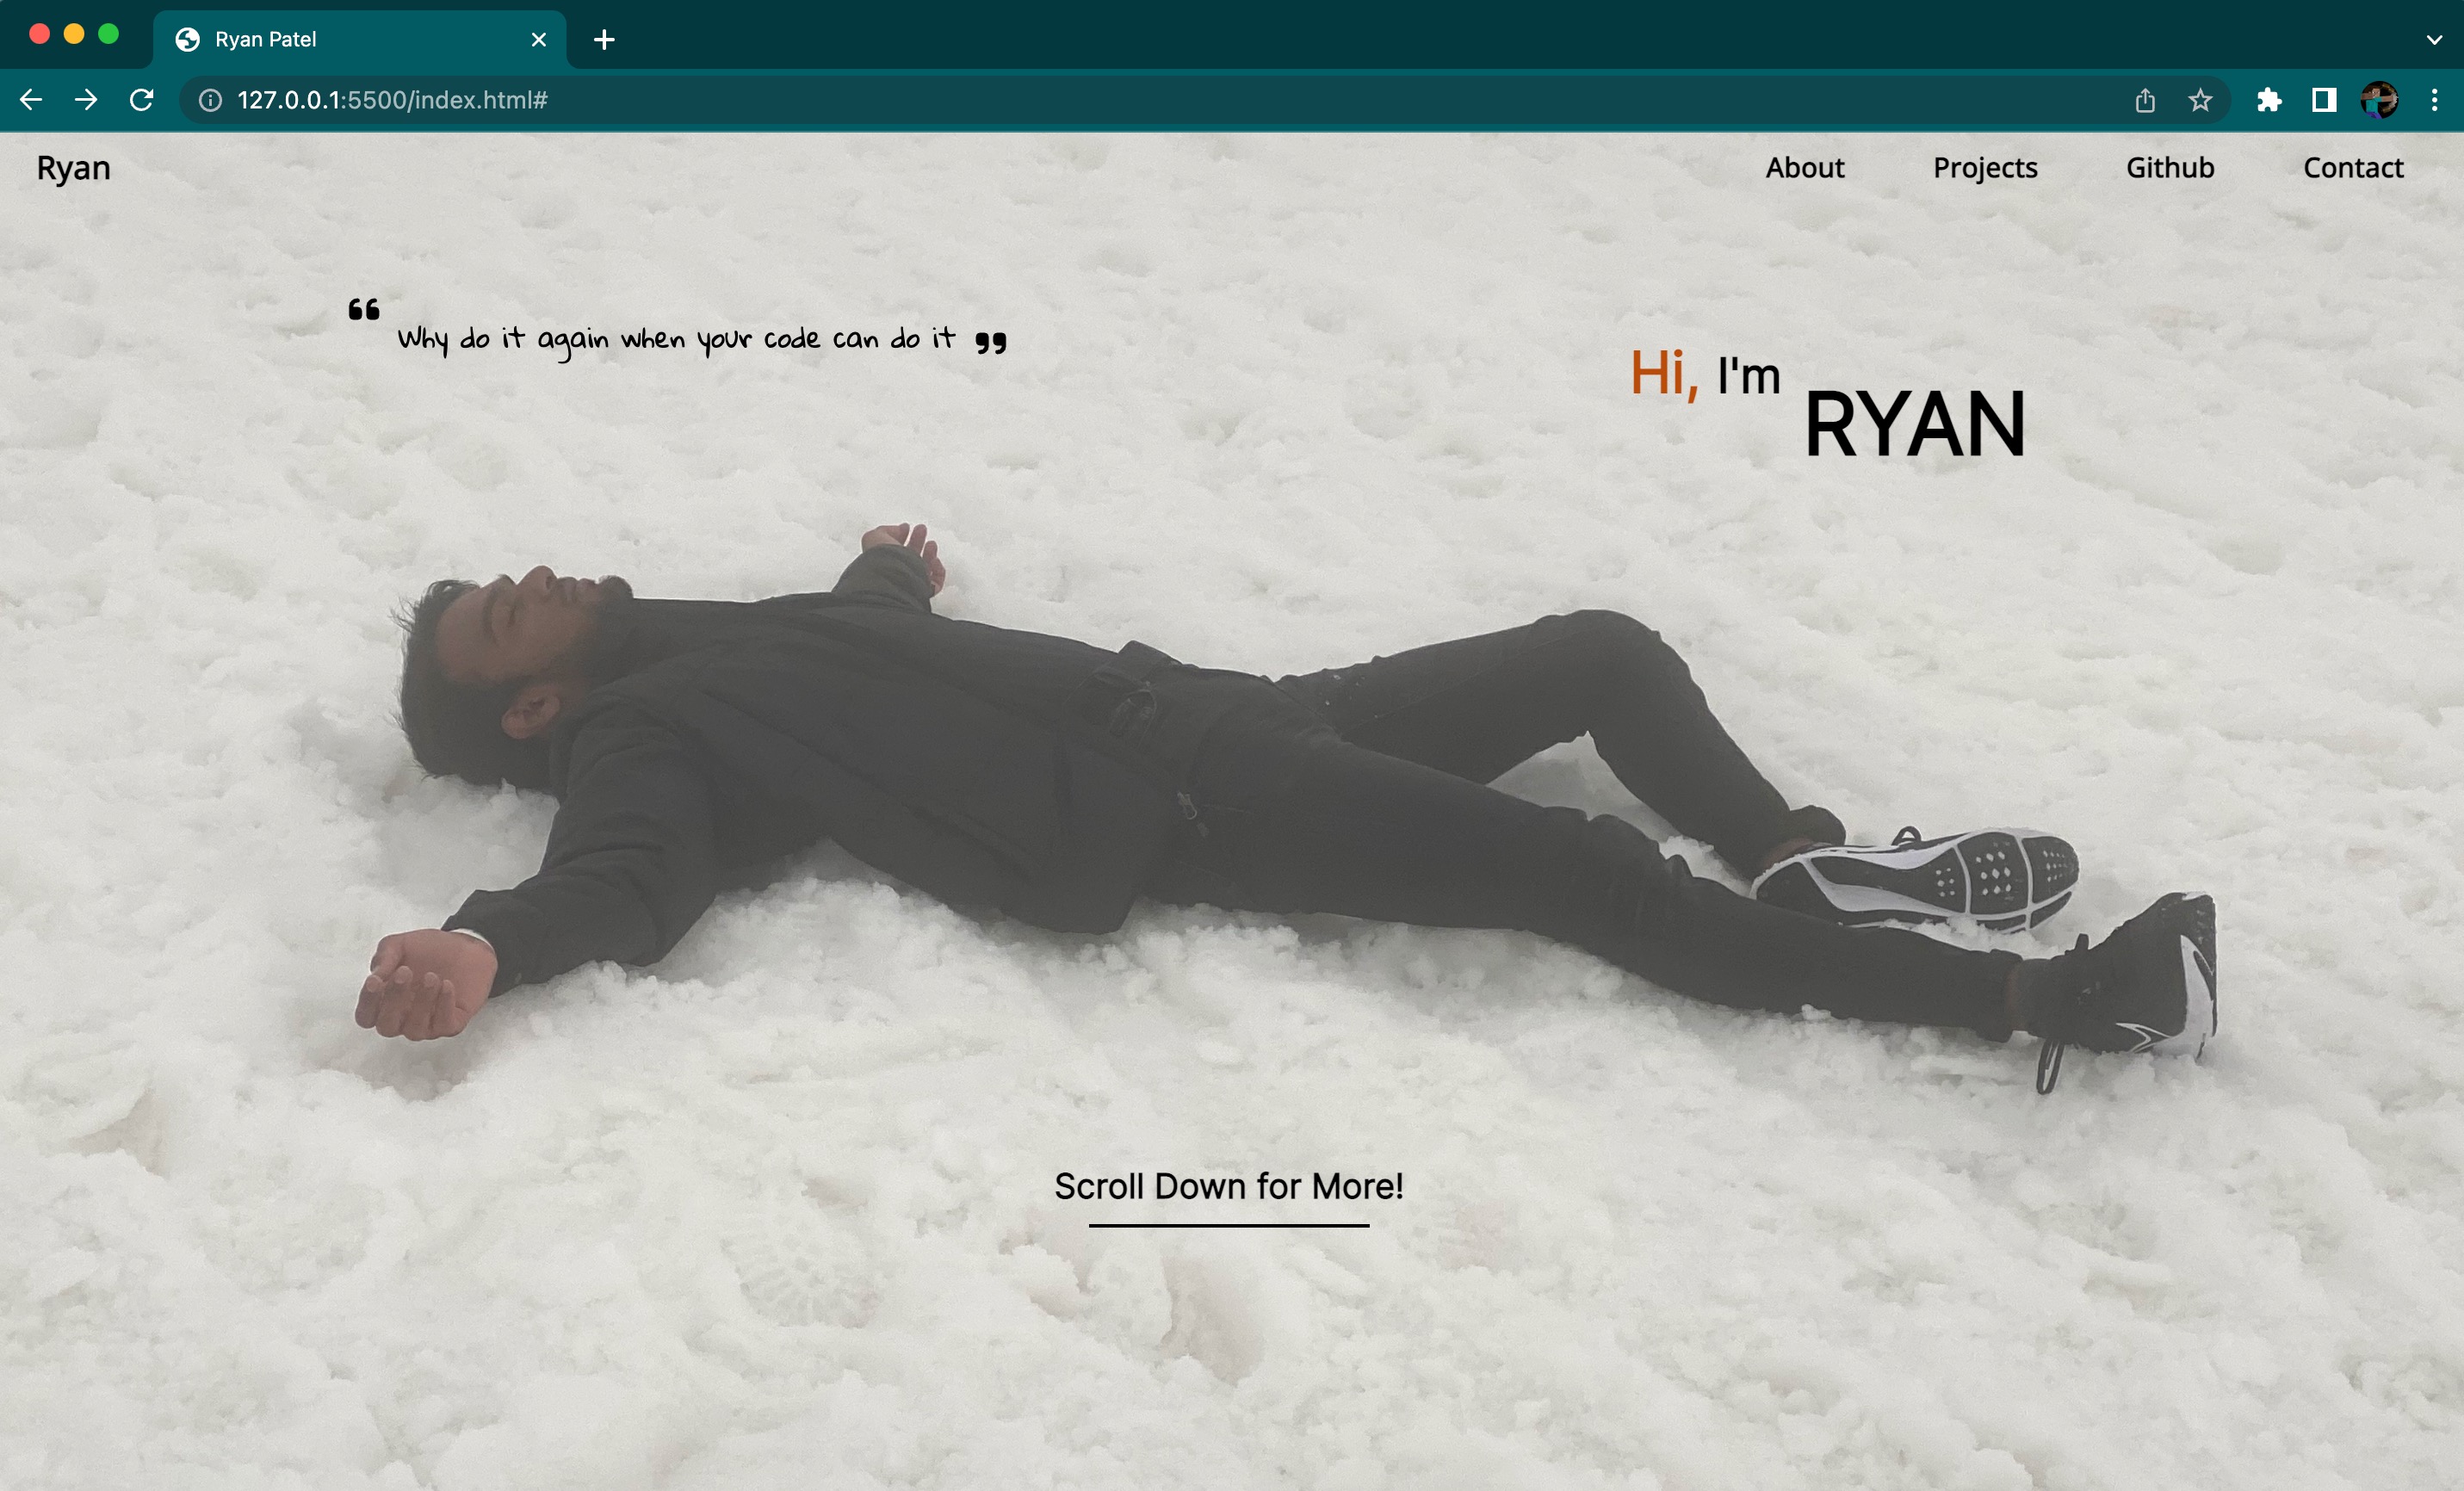 Ryan Patel
127.0.0.1:5500/index.html#
Ryan
About Projects Github Contact
“ Why do it again when your code can do it ”
Hi, I'm RYAN
Scroll Down for More!